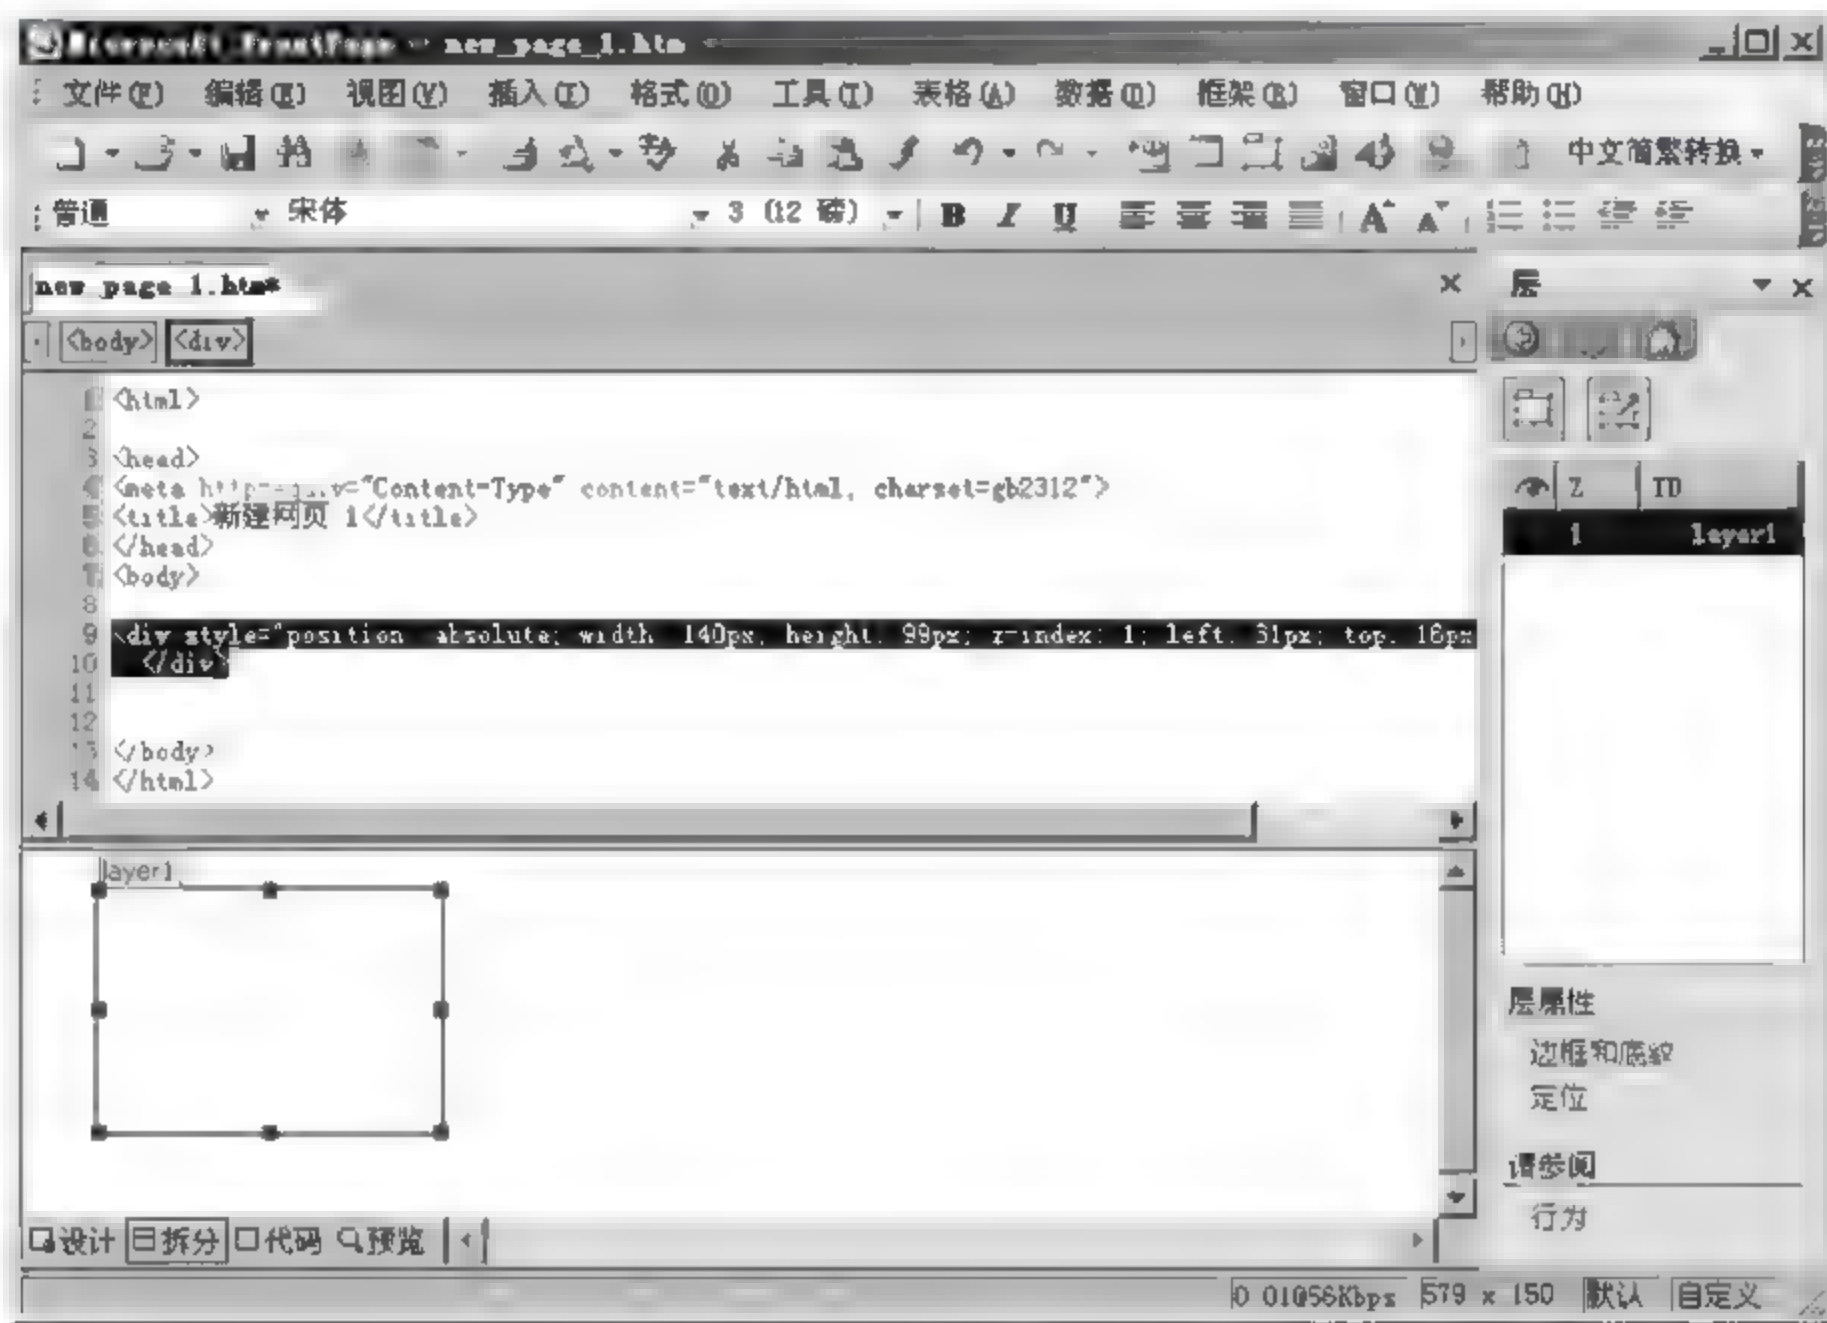 Microsoft FrontPage - new_page_1.htm
文件(F) 编辑(E) 视图(V) 插入(I) 格式(O) 工具(T) 表格(A) 数据(D) 框架(R) 窗口(W) 帮助(H)
中文简繁转换
普通 宋体 3 (12 磅) B I U A A
new_page_1.htm*
<body> <div>
1 <html>
2
3 <head>
4 <meta "Content-Type" content="text/html; charset=gb2312">
5 <title>新建网页 1</title>
6 </head>
7 <body>
8
9 <div style="position: absolute; width: 140px; height: 99px; z-index: 1; left: 31px; top: 16px
10 </div>
11
12
13 </body>
14 </html>
layer1
设计 拆分 代码 预览
层
Z ID
1 layer1
层属性
边框和底纹
定位
请参阅
行为
579 x 150 默认 自定义